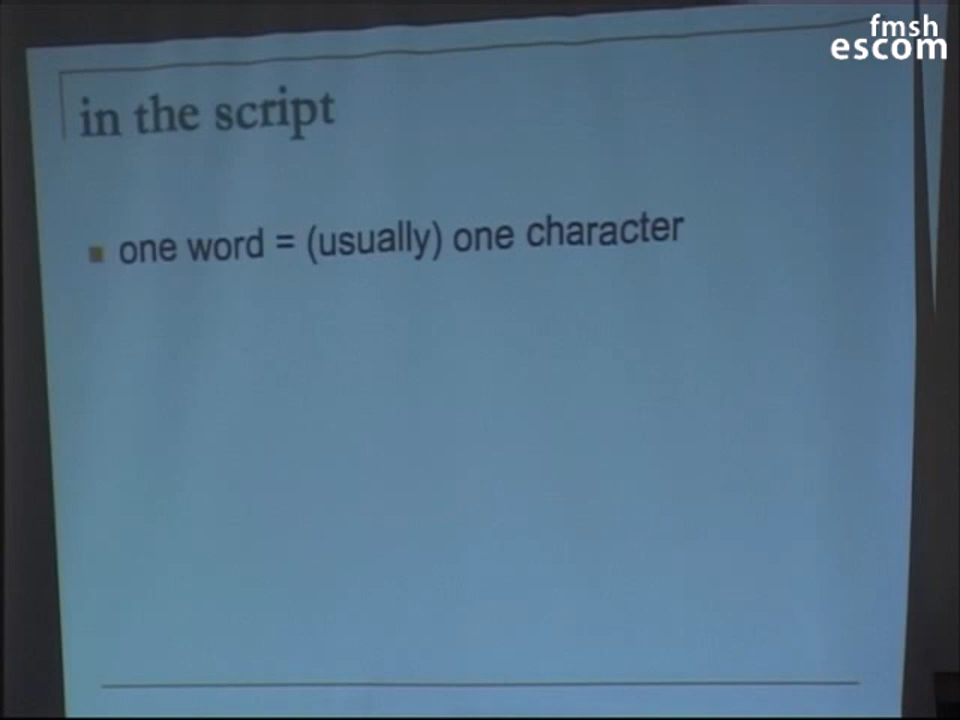 fmsh
escom
in the script
one word = (usually) one character